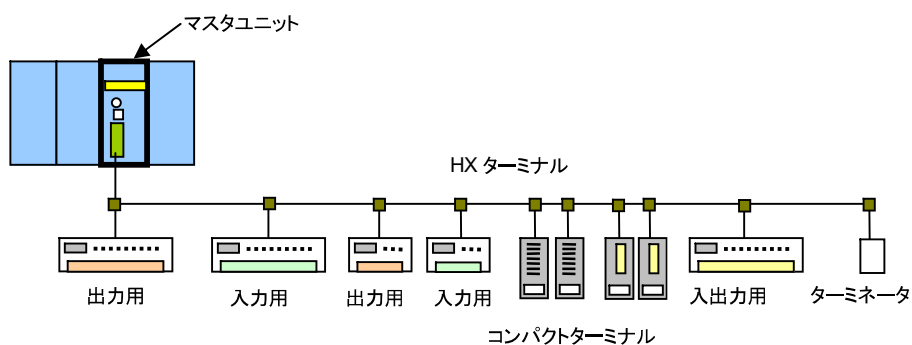 マスタユニット
HX ターミナル
出力用
入力用
出力用
入力用
入出力用
ターミネータ
コンパクトターミナル